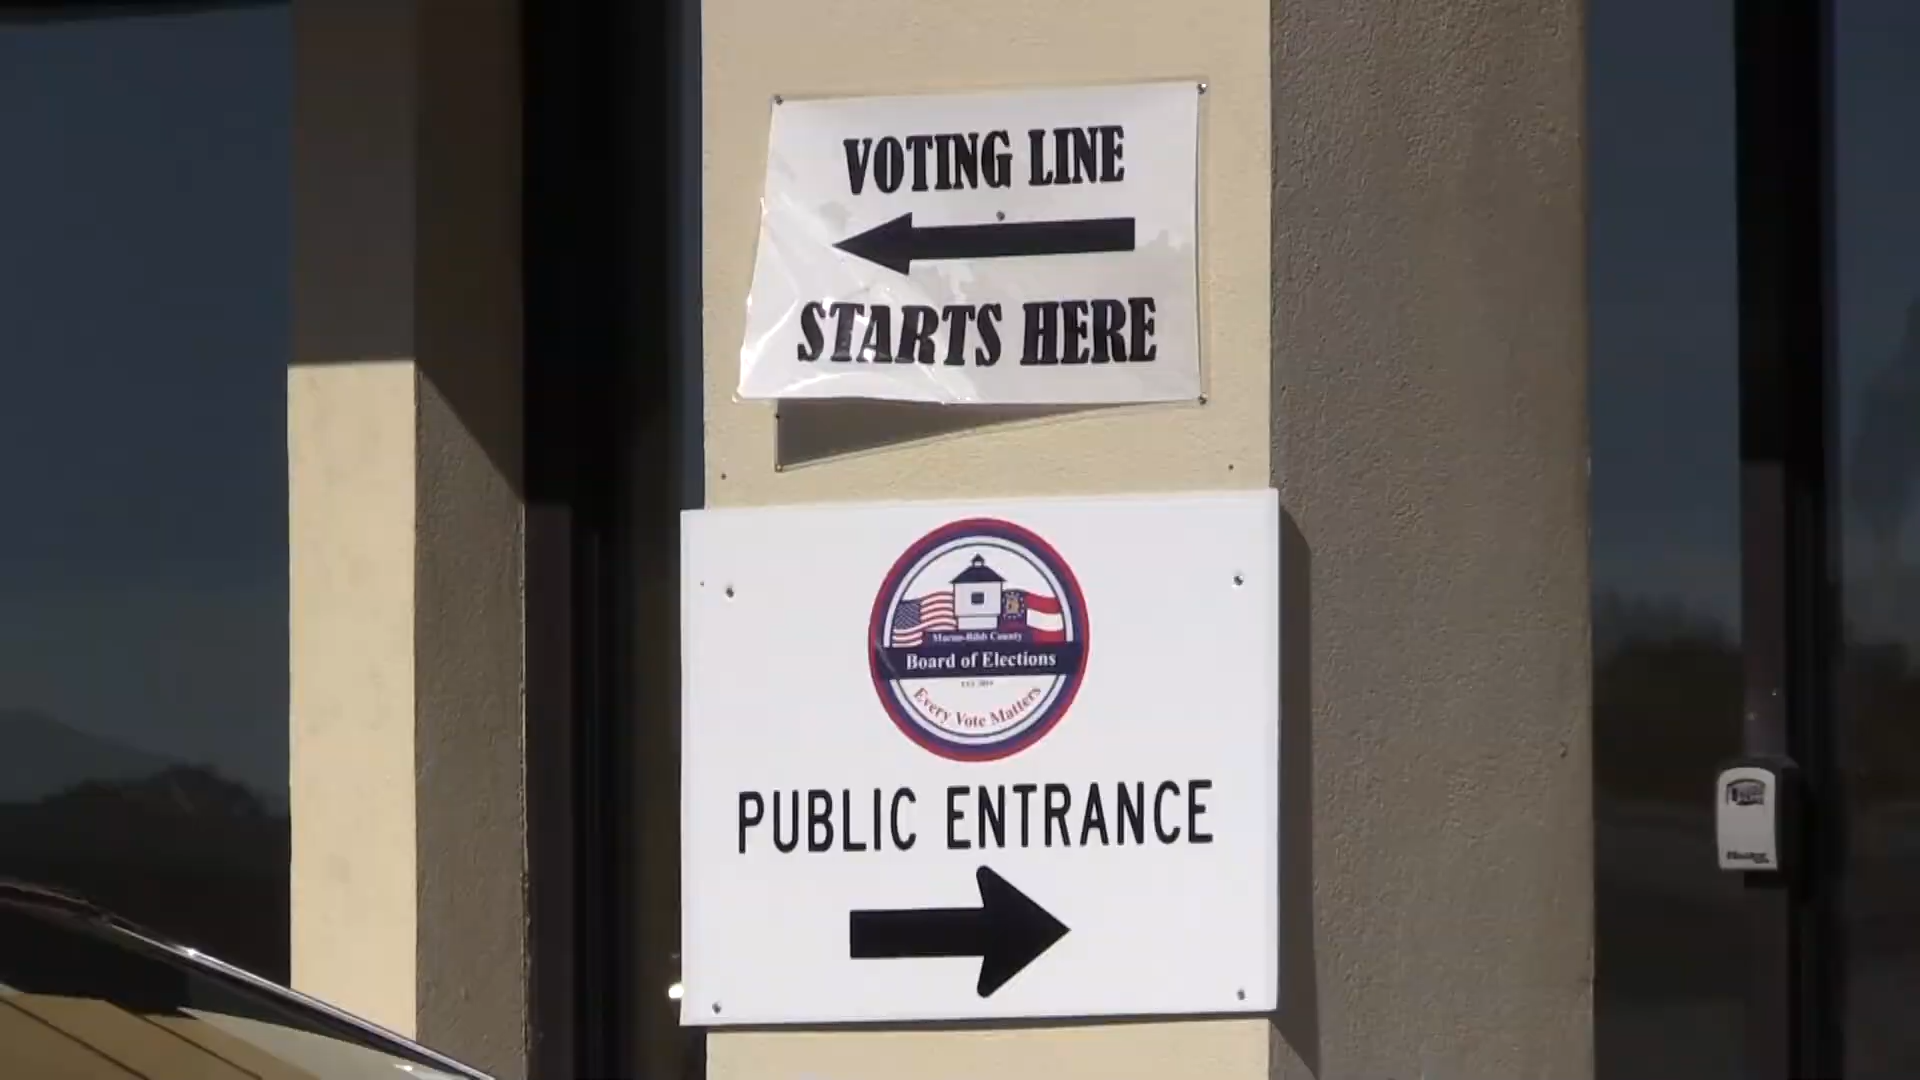 VOTING LINE
STARTS HERE
Macon-Bibb County
Board of Elections
Every Vote Matters
PUBLIC ENTRANCE